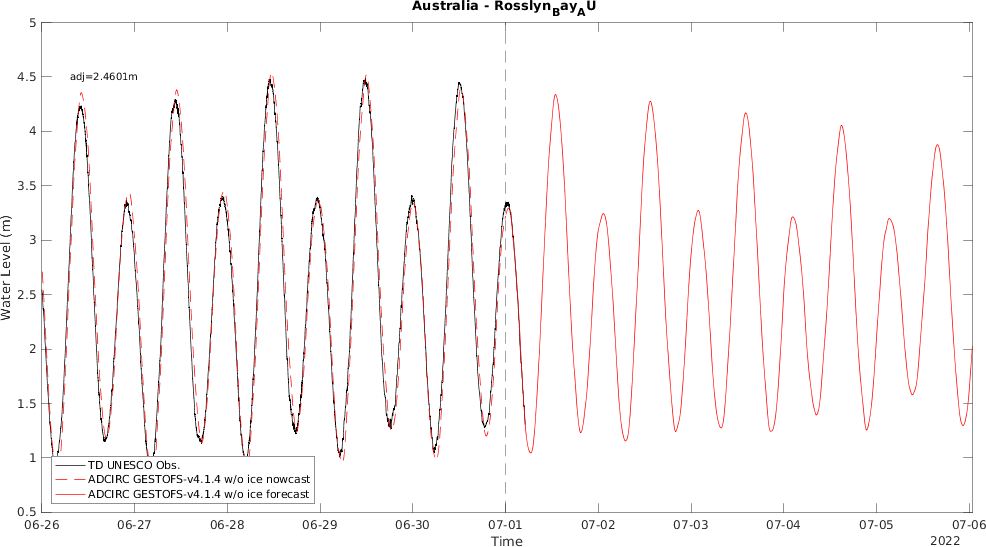 Australia - Rosslyn_Bay_AU
5
adj=2.4601m
4.5
4
3.5
3
2.5
2
1.5
1
0.5
Water Level (m)
TD UNESCO Obs.
ADCIRC GESTOFS-v4.1.4 w/o ice nowcast
ADCIRC GESTOFS-v4.1.4 w/o ice forecast
06-26 06-27 06-28 06-29 06-30 07-01 07-02 07-03 07-04 07-05 07-06
Time
2022